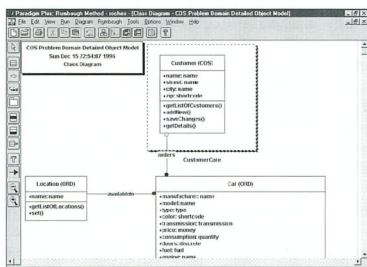 Paradigm Plus: Rumbaugh Method - roches - [Class Diagram - COS Problem Domain Detailed Object Model]
File Edit View Run Diagram Rumbaugh Tools Options Window Help
COS Problem Domain Detailed Object Model
Sun Dec 15 12:54:07 1996
Class Diagram
Customer (COS)
+name: name
+street: name
+city: name
+zip: shortcode
+getListOfCustomers()
+addNew()
+saveChanges()
+getDetails()
orders
CustomerCare
Location (ORD)
+name: name
+getListOfLocations()
+set()
availableIn
Car (ORD)
+manufacturer: name
+model: name
+type: type
+color: shortcode
+transmission: transmission
+price: money
+consumption: quantity
+doors: discrete
+fuel: fuel
+engine: name